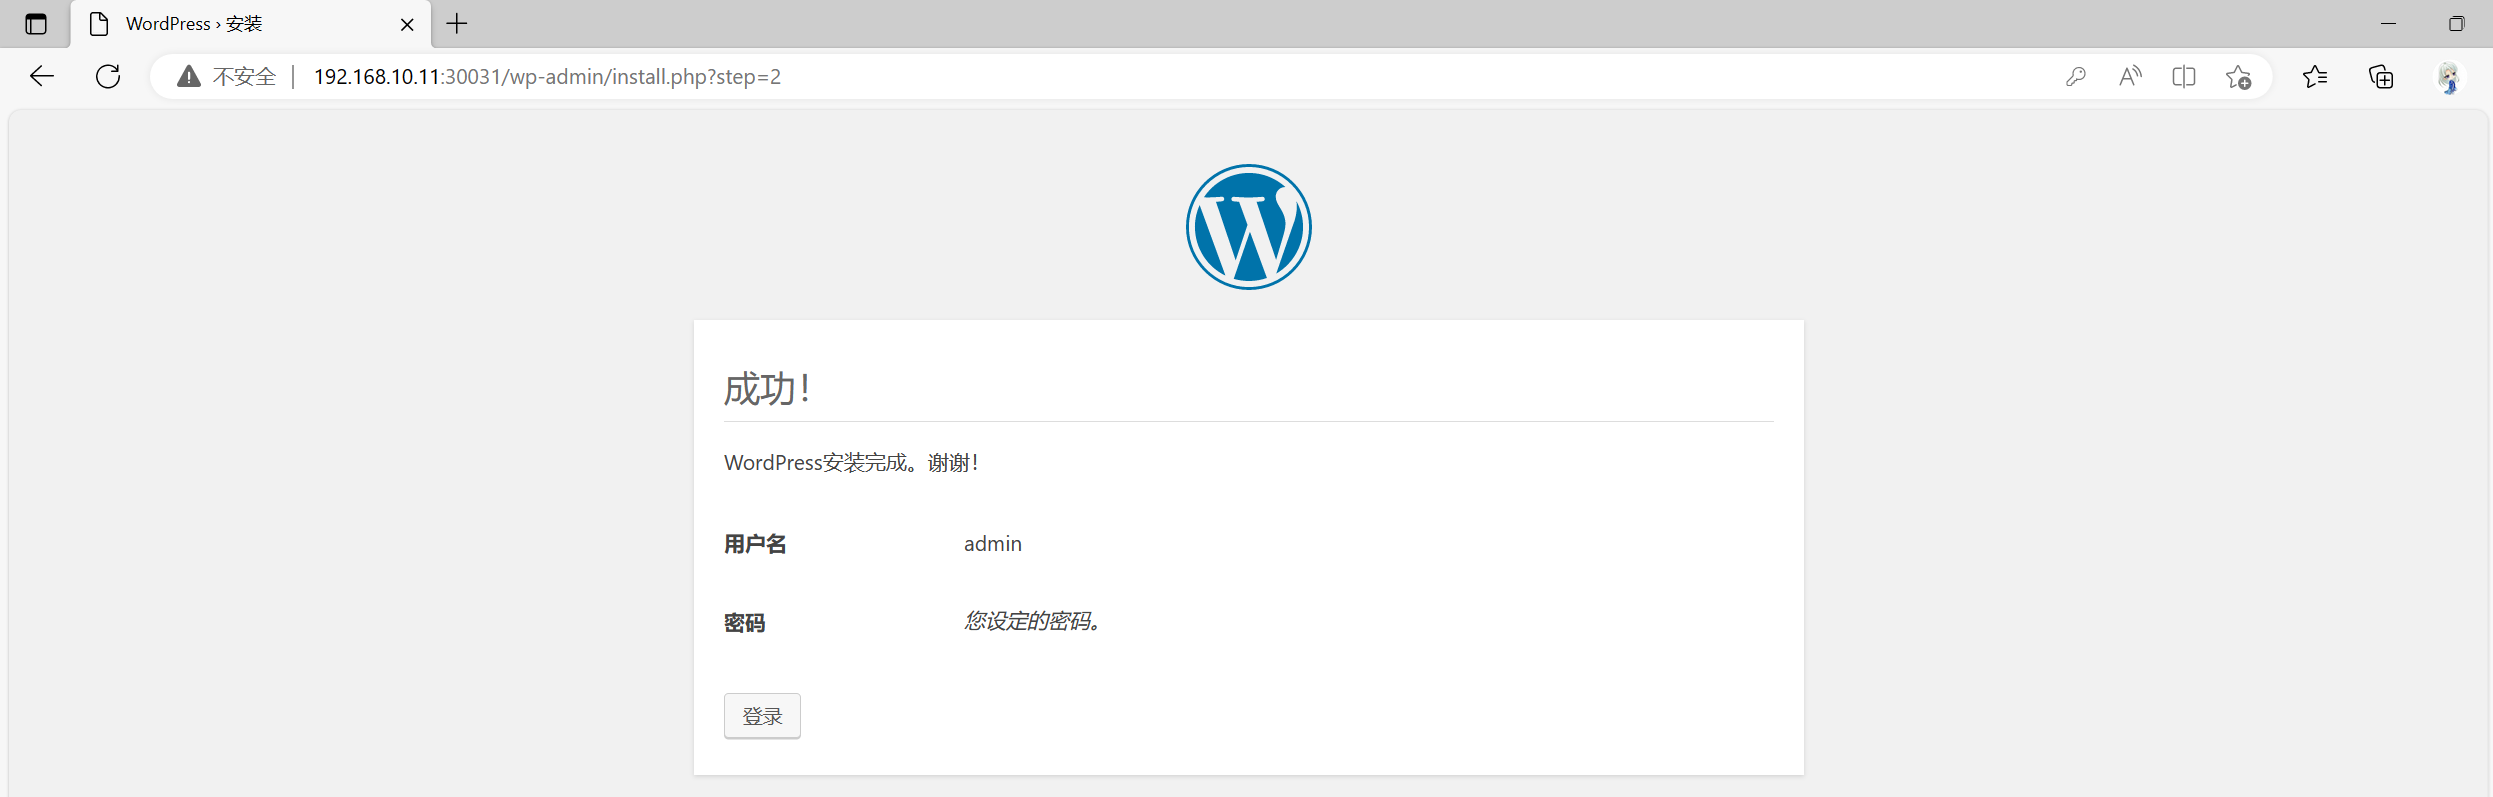 WordPress › 安装
不安全 192.168.10.11:30031/wp-admin/install.php?step=2
成功！
WordPress安装完成。谢谢！
用户名 admin
密码 您设定的密码。
登录